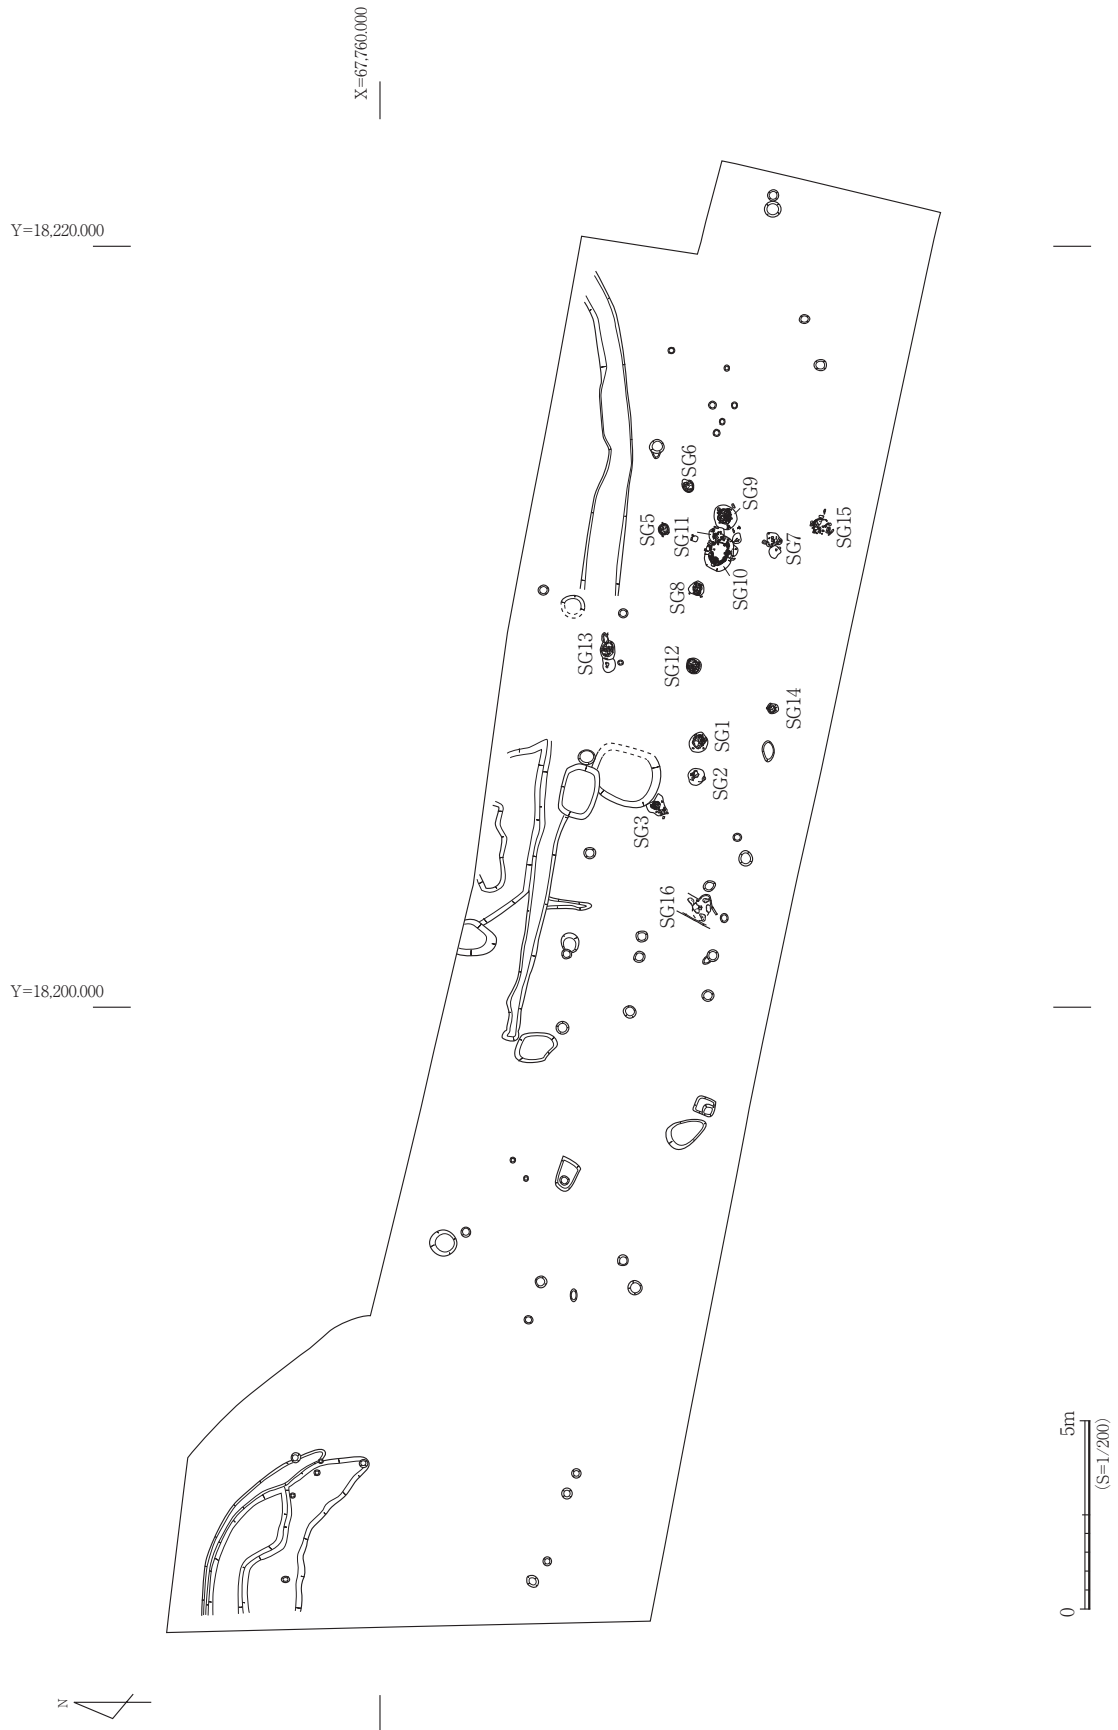 X=67,760.000
Y=18,220.000
SG6
SG9
SG5
SG11
SG15
SG7
SG10
SG8
SG13
SG12
SG14
SG1
SG2
SG3
SG16
Y=18,200.000
0 5m
(S=1/200)
N